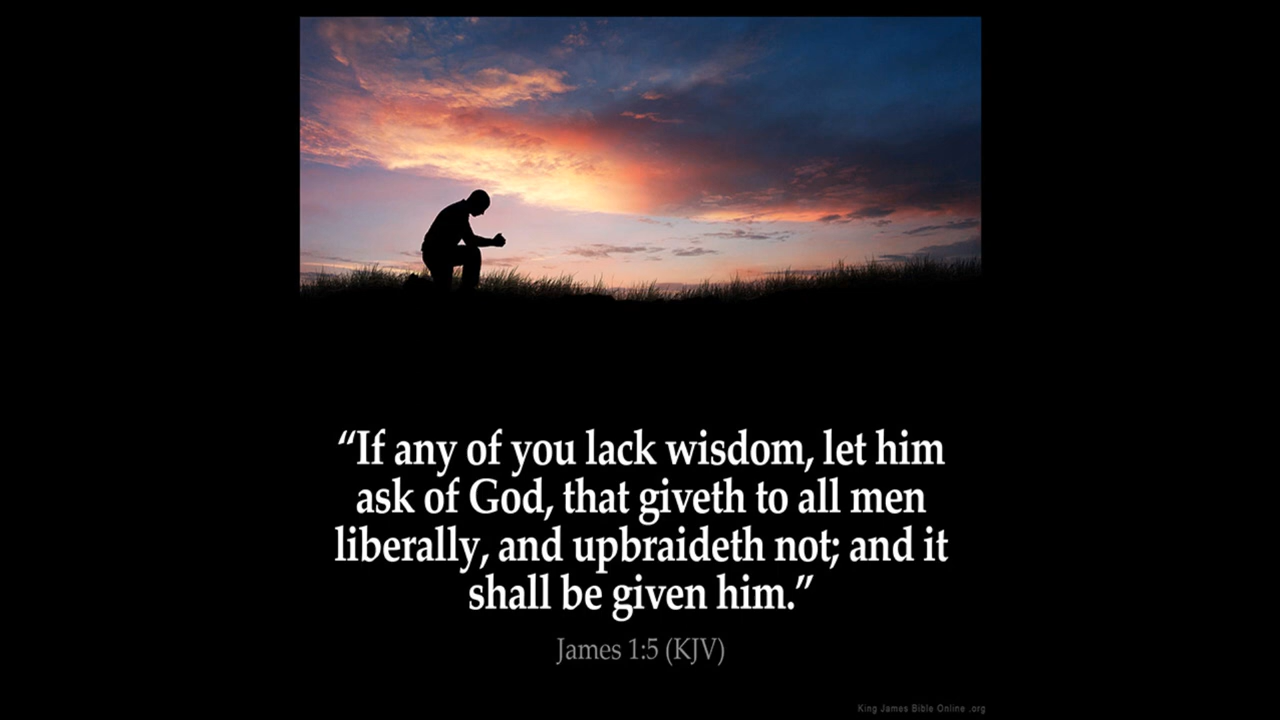 “If any of you lack wisdom, let him
ask of God, that giveth to all men
liberally, and upbraideth not; and it
shall be given him.”
James 1:5 (KJV)
King James Bible Online .org